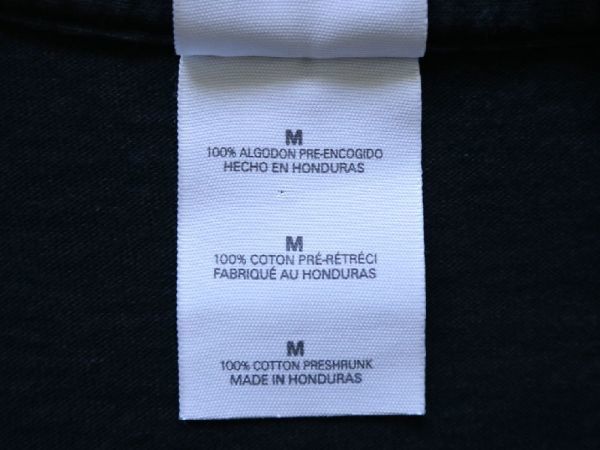 M
100% ALGODON PRE-ENCOGIDO
HECHO EN HONDURAS
M
100% COTON PRÉ-RÉTRÉCI
FABRIQUÉ AU HONDURAS
M
100% COTTON PRESHRUNK
MADE IN HONDURAS